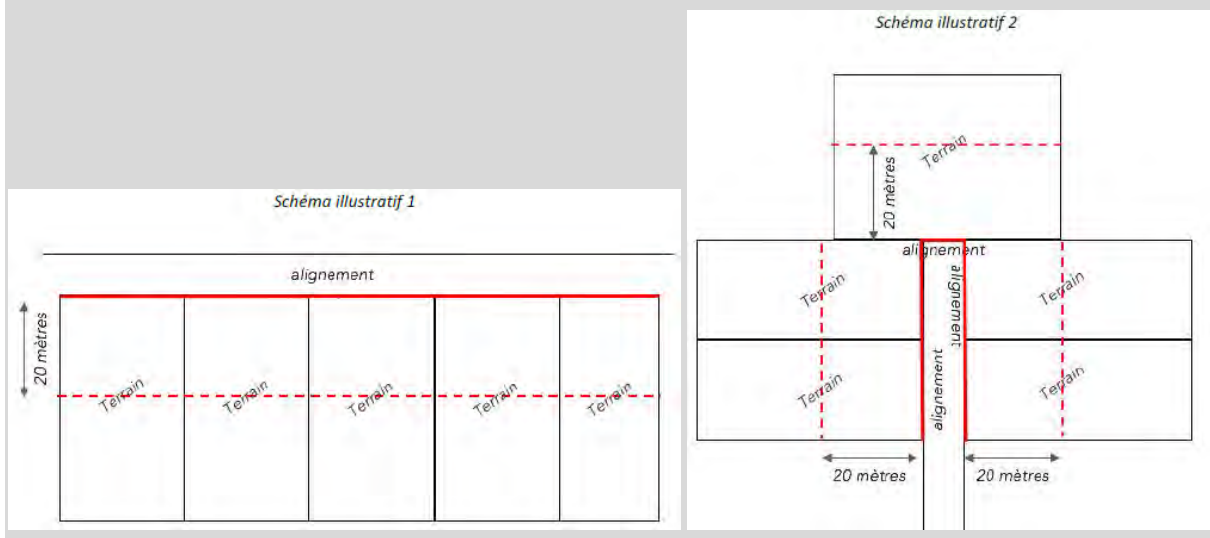 Schéma illustratif 1
alignement
20 mètres
Terrain
Terrain
Terrain
Terrain
Terrain
Schéma illustratif 2
Terrain
20 mètres
alignement
Terrain
alignement
Terrain
Terrain
alignement
Terrain
20 mètres
20 mètres